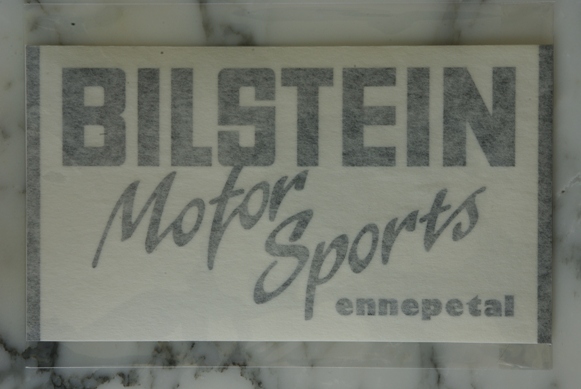 BILSTEIN
Motor
Sports
ennepetal